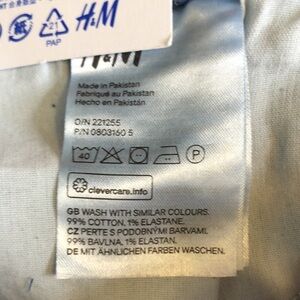 H&M
紙
21
PAP
H&M
Made in Pakistan
Fabriqué au Pakistan
Hecho en Pakistán
O/N 221255
P/N 0803160 5
40
P
clevercare.info
GB WASH WITH SIMILAR COLOURS.
99% COTTON, 1% ELASTANE.
CZ PERTE S PODOBNÝMI BARVAMI.
99% BAVLNA, 1% ELASTAN.
DE MIT ÄHNLICHEN FARBEN WASCHEN.